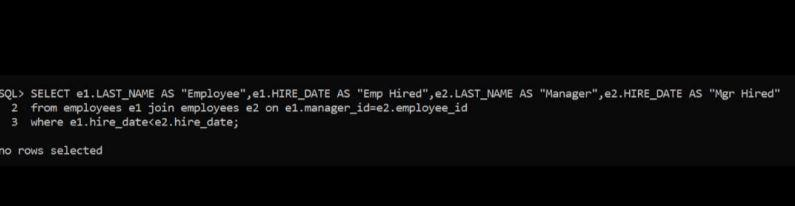 SQL> SELECT e1.LAST_NAME AS "Employee",e1.HIRE_DATE AS "Emp Hired",e2.LAST_NAME AS "Manager",e2.HIRE_DATE AS "Mgr Hired"
2 from employees e1 join employees e2 on e1.manager_id=e2.employee_id
3 where e1.hire_date<e2.hire_date;
no rows selected